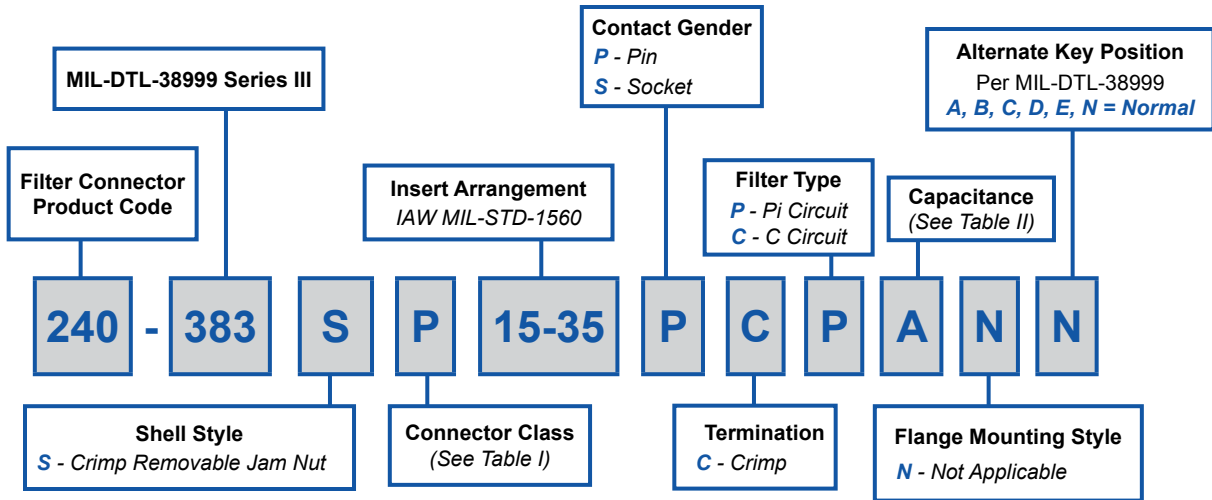 Contact Gender
P - Pin
S - Socket
Alternate Key Position
Per MIL-DTL-38999
A, B, C, D, E, N = Normal
MIL-DTL-38999 Series III
Filter Connector
Product Code
Insert Arrangement
IAW MIL-STD-1560
Filter Type
P - Pi Circuit
C - C Circuit
Capacitance
(See Table II)
240 - 383 S P 15-35 P C P A N N
Shell Style
S - Crimp Removable Jam Nut
Connector Class
(See Table I)
Termination
C - Crimp
Flange Mounting Style
N - Not Applicable